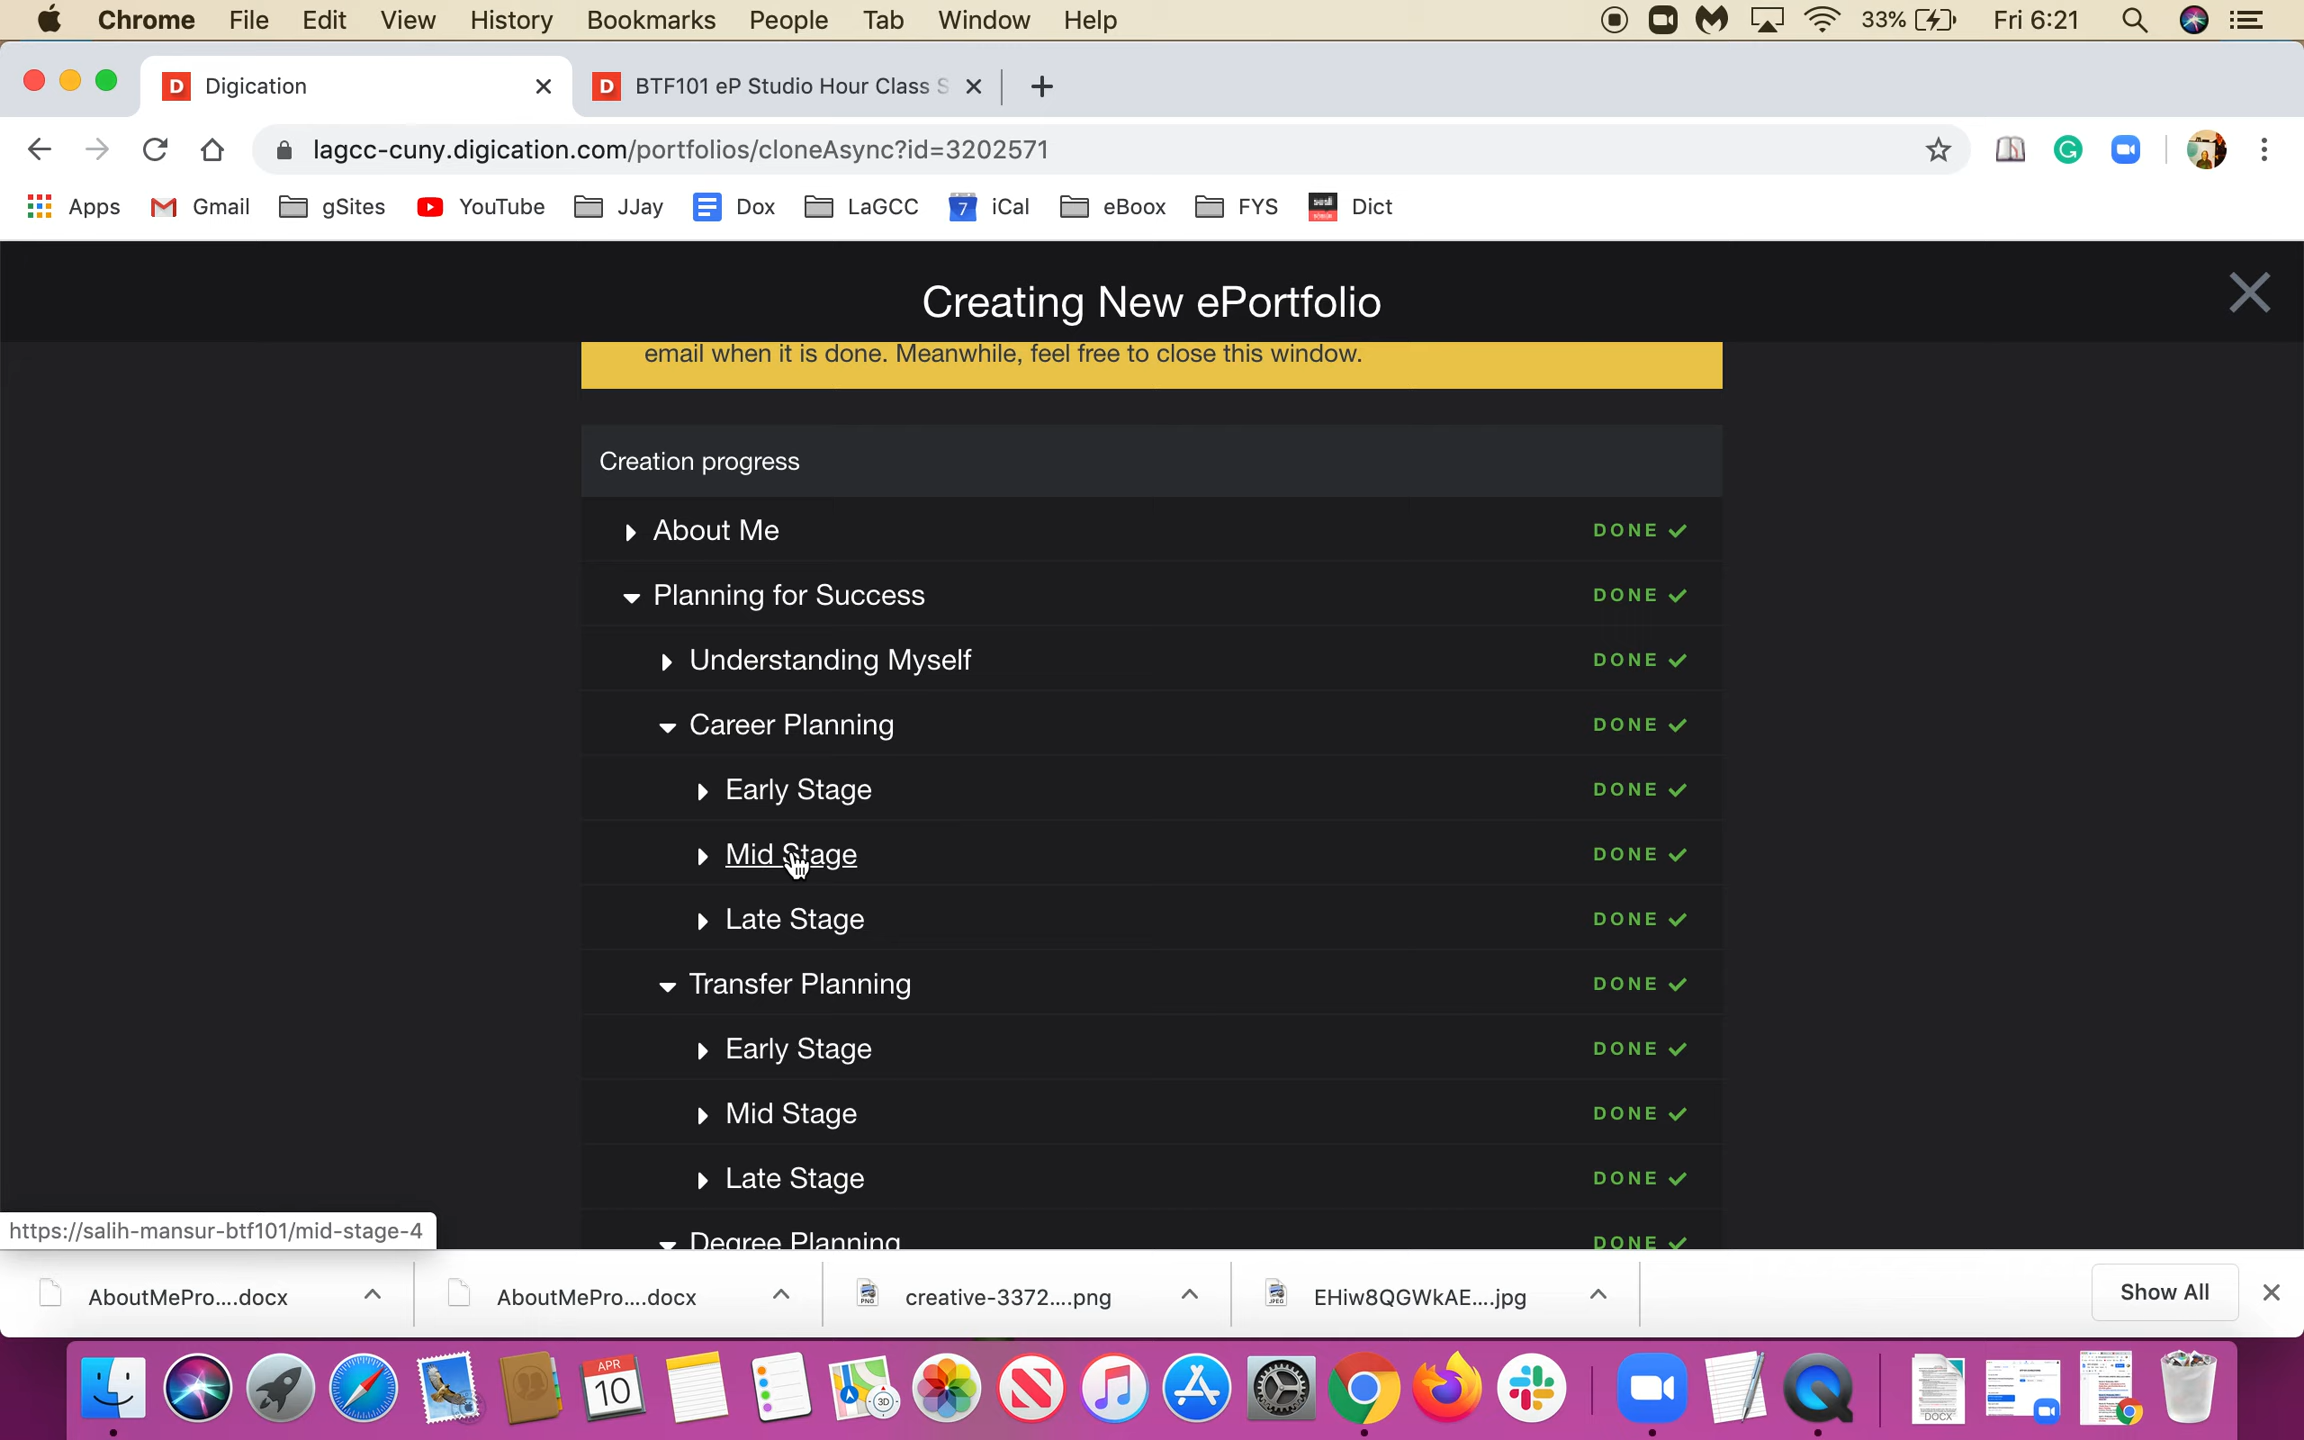 Chrome File Edit View History Bookmarks People Tab Window Help 33% Fri 6:21
D Digication D BTF101 eP Studio Hour Class S
lagcc-cuny.digication.com/portfolios/cloneAsync?id=3202571
Apps Gmail gSites YouTube JJay Dox LaGCC 7 iCal eBoox FYS Dict
Creating New ePortfolio
email when it is done. Meanwhile, feel free to close this window.
Creation progress
About Me DONE
Planning for Success DONE
Understanding Myself DONE
Career Planning DONE
Early Stage DONE
Mid Stage DONE
Late Stage DONE
Transfer Planning DONE
Early Stage DONE
Mid Stage DONE
Late Stage DONE
Degree Planning DONE
https://salih-mansur-btf101/mid-stage-4
AboutMePro....docx AboutMePro....docx creative-3372....png EHiw8QGWkAE....jpg Show All
APR
10
3D
DOCX